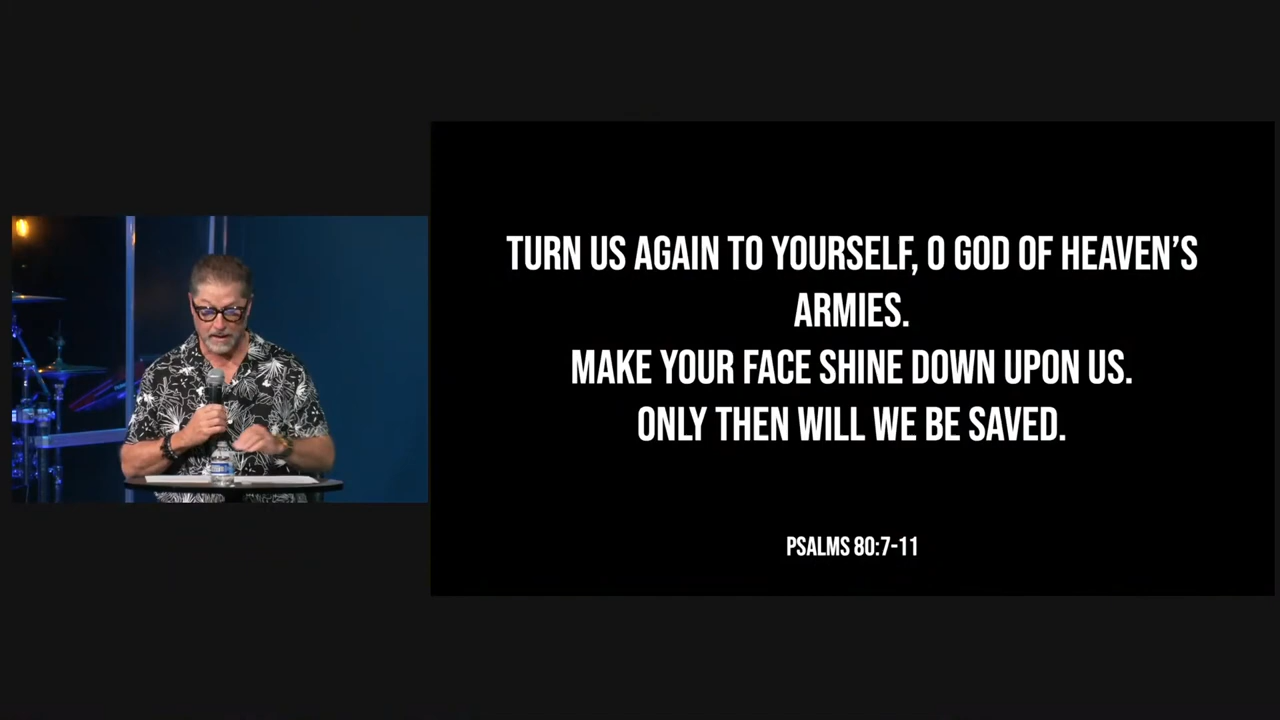 TURN US AGAIN TO YOURSELF, O GOD OF HEAVEN'S
ARMIES.
MAKE YOUR FACE SHINE DOWN UPON US.
ONLY THEN WILL WE BE SAVED.
PSALMS 80:7-11